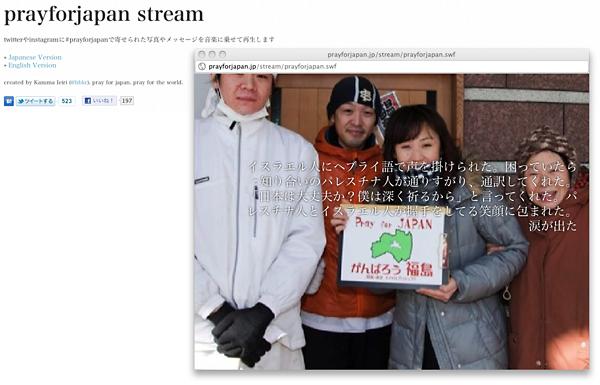 prayforjapan stream
twitterやinstagramに#prayforjapanで寄せられた写真やメッセージを音楽に乗せて再生します
Japanese Version
English Version
created by Kazuma Ieiri (@hbkr). pray for japan. pray for the world.
B! ツイートする 523 いいね! 197
prayforjapan.jp/stream/prayforjapan.swf
prayforjapan.jp/stream/prayforjapan.swf
イスラエル人にヘブライ語で声を掛けられた。困っていたら
知り合いのパレスチナ人が通りすがり、通訳してくれた。
「日本は大丈夫か？僕は深く祈るから」と言ってくれた。パ
レスチナ人とイスラエル人が握手をしてる笑顔に包まれた。
涙が出た
Pray for JAPAN
がんばろう 福島